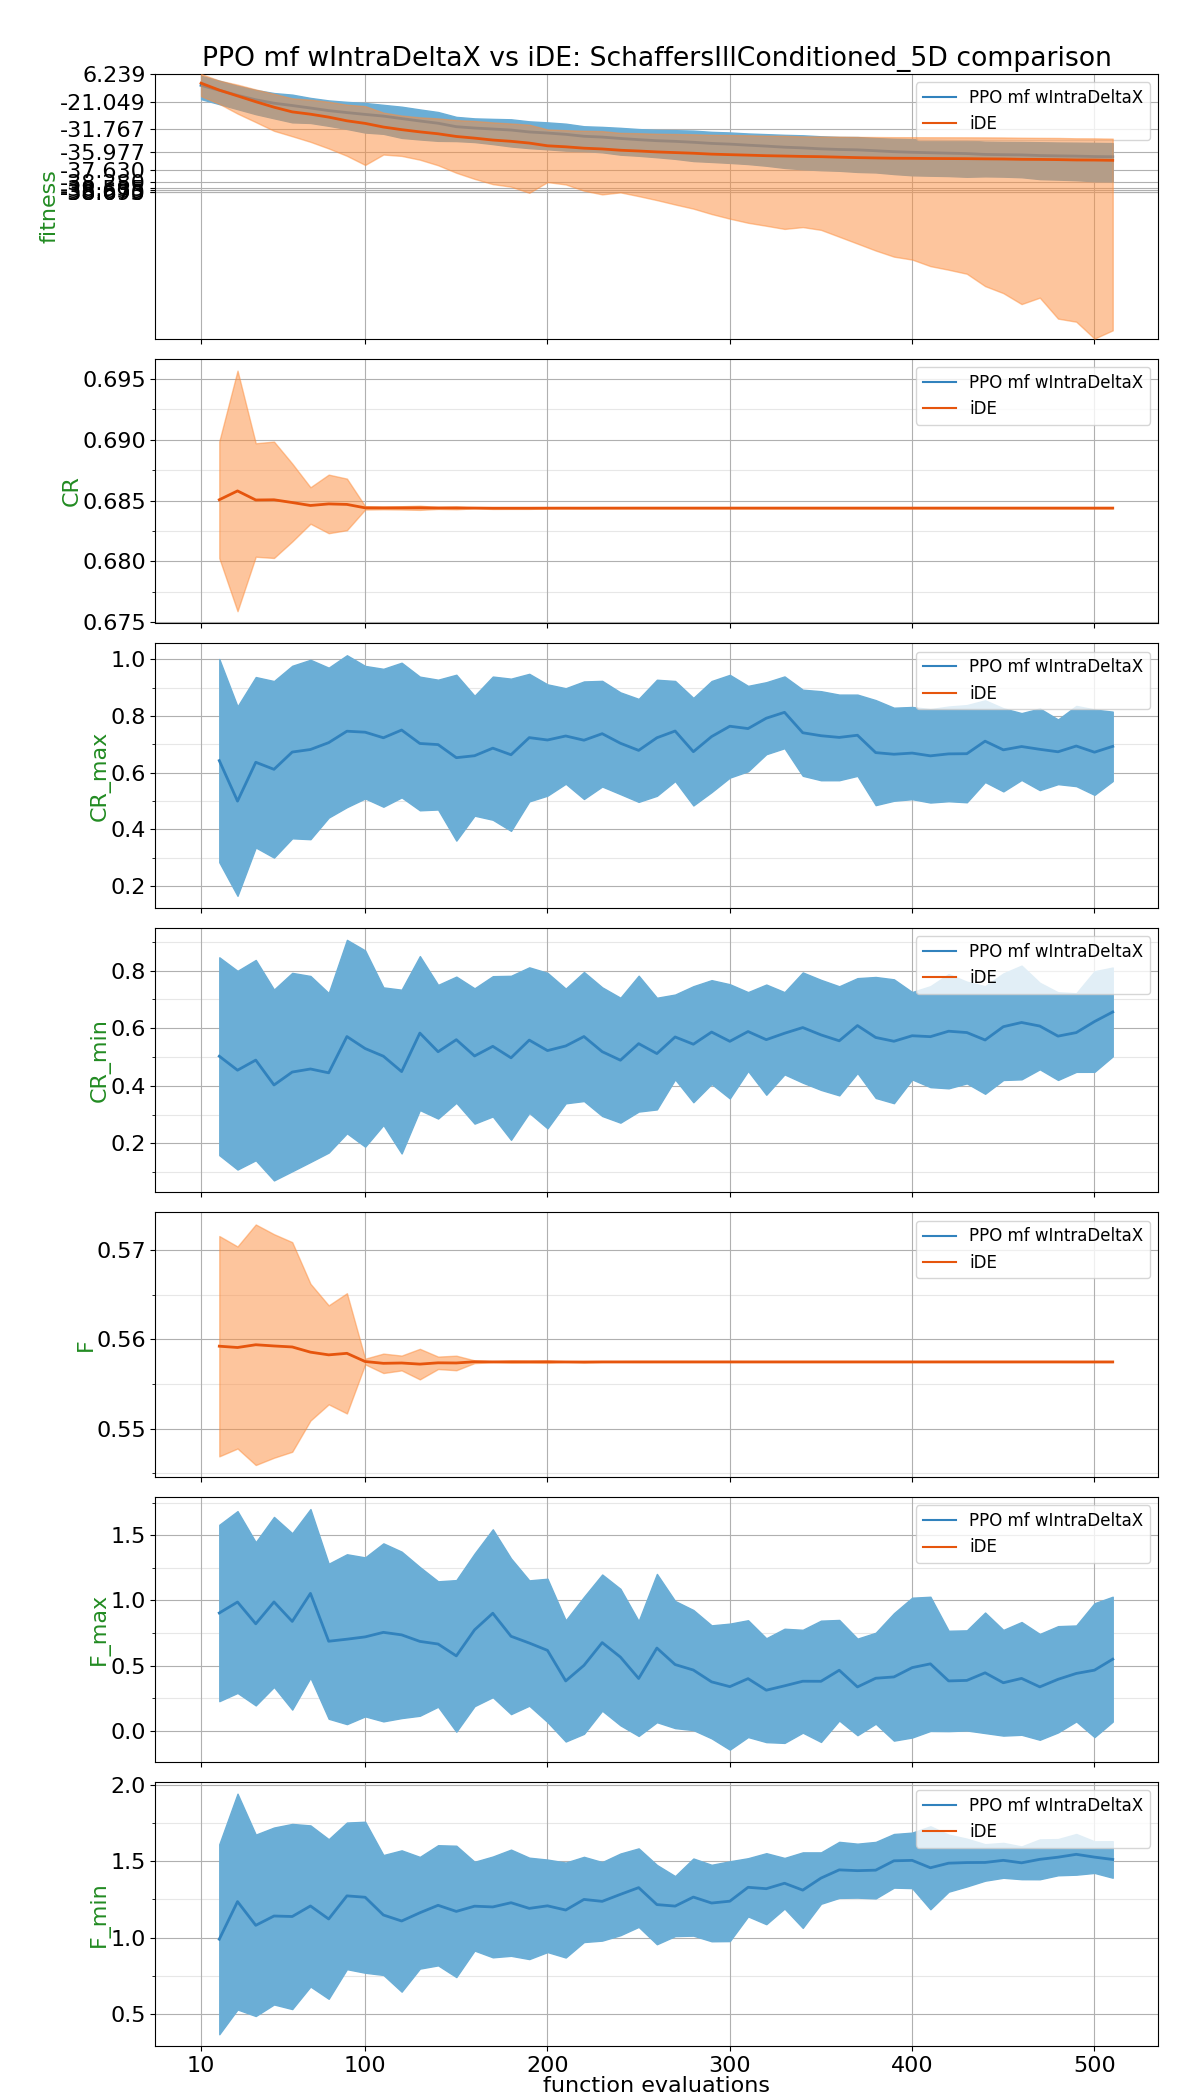 PPO mf wIntraDeltaX vs iDE: SchaffersIllConditioned_5D comparison
6.239
-21.049
-31.767
-35.977
-37.630
fitness
PPO mf wIntraDeltaX
iDE
0.695
0.690
0.685
0.680
0.675
CR
PPO mf wIntraDeltaX
iDE
1.0
0.8
0.6
0.4
0.2
CR_max
PPO mf wIntraDeltaX
iDE
0.8
0.6
0.4
0.2
CR_min
PPO mf wIntraDeltaX
iDE
0.57
0.56
0.55
F
PPO mf wIntraDeltaX
iDE
1.5
1.0
0.5
0.0
F_max
PPO mf wIntraDeltaX
iDE
2.0
1.5
1.0
0.5
F_min
PPO mf wIntraDeltaX
iDE
10 100 200 300 400 500
function evaluations